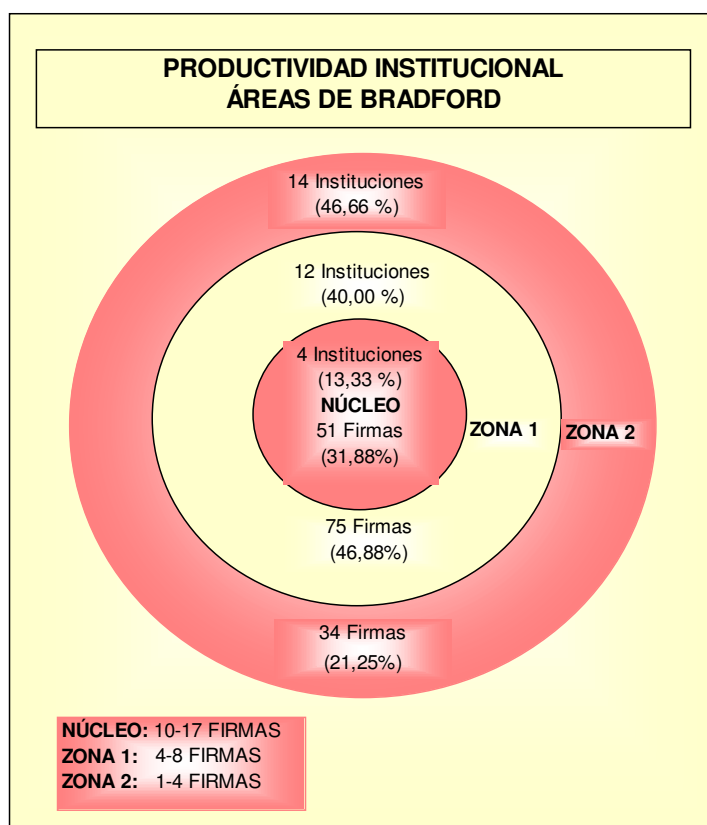 PRODUCTIVIDAD INSTITUCIONAL
ÁREAS DE BRADFORD
14 Instituciones
(46,66 %)
12 Instituciones
(40,00 %)
4 Instituciones
(13,33 %)
NÚCLEO
51 Firmas
(31,88%)
ZONA 1
ZONA 2
75 Firmas
(46,88%)
34 Firmas
(21,25%)
NÚCLEO: 10-17 FIRMAS
ZONA 1: 4-8 FIRMAS
ZONA 2: 1-4 FIRMAS